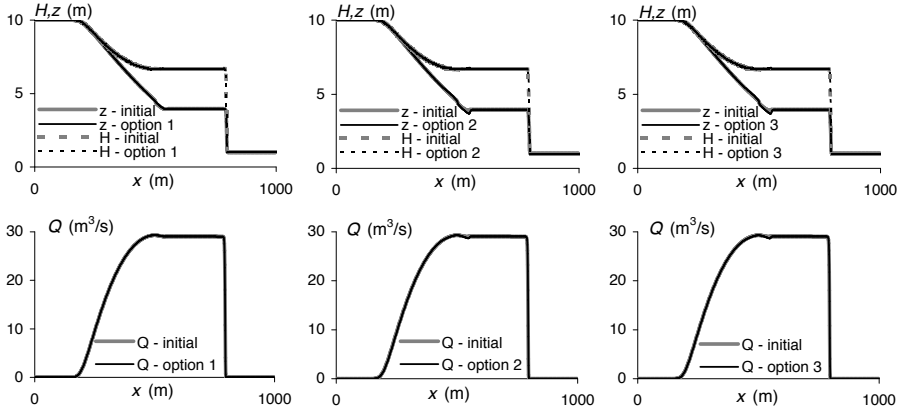 H,z (m)
10
5
0
z - initial
z - option 1
H - initial
H - option 1
0
x (m)
1000
H,z (m)
10
5
0
z - initial
z - option 2
H - initial
H - option 2
0
x (m)
1000
H,z (m)
10
5
0
z - initial
z - option 3
H - initial
H - option 3
0
x (m)
1000
Q (m³/s)
30
20
10
0
Q - initial
Q - option 1
0
x (m)
1000
Q (m³/s)
30
20
10
0
Q - initial
Q - option 2
0
x (m)
1000
Q (m³/s)
30
20
10
0
Q - initial
Q - option 3
0
x (m)
1000